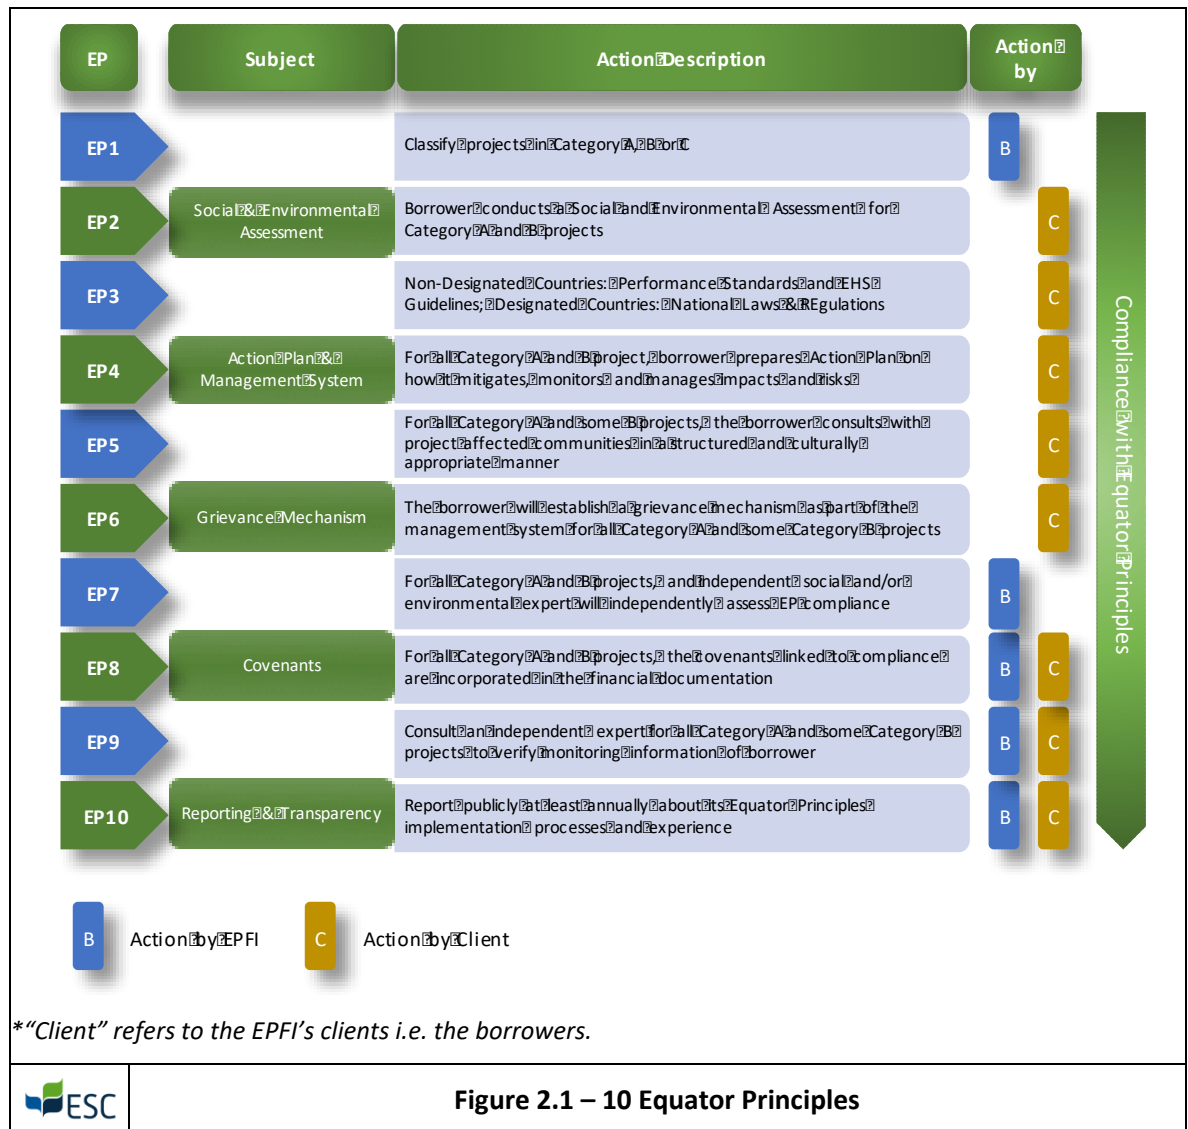 EP
Subject
Action Description
Action
by
EP1
Classify projects in Category A, B or C
B
EP2
Social & Environmental
Assessment
Borrower conducts a Social and Environmental Assessment for
Category A and B projects
C
EP3
Non-Designated Countries: Performance Standards and EHS
Guidelines; Designated Countries: National Laws & REgulations
C
EP4
Action Plan &
Management System
For all Category A and B project, borrower prepares Action Plan on
how it mitigates, monitors and manages impacts and risks
C
EP5
For all Category A and some B projects, the borrower consults with
project affected communities in a structured and culturally
appropriate manner
C
EP6
Grievance Mechanism
The borrower will establish a grievance mechanism as part of the
management system for all Category A and some Category B projects
C
EP7
For all Category A and B projects, and independent social and/or
environmental expert will independently assess EP compliance
B
EP8
Covenants
For all Category A and B projects, the covenants linked to compliance
are incorporated in the financial documentation
B
C
EP9
Consult an independent expert for all Category A and some Category B
projects to verify monitoring information of borrower
B
C
EP10
Reporting & Transparency
Report publicly at least annually about its Equator Principles
implementation processes and experience
B
C
Compliance with Equator Principles
B
Action by EPFI
C
Action by Client
*“Client” refers to the EPFI’s clients i.e. the borrowers.
ESC
Figure 2.1 – 10 Equator Principles